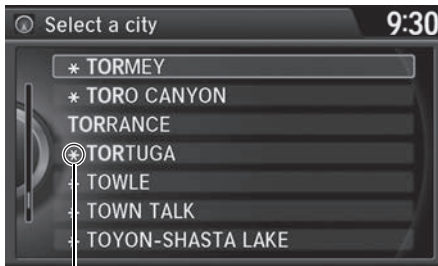 Select a city
9:30
* TORMEY
* TORO CANYON
TORRANCE
* TORTUGA
* TOWLE
* TOWN TALK
* TOYON-SHASTA LAKE